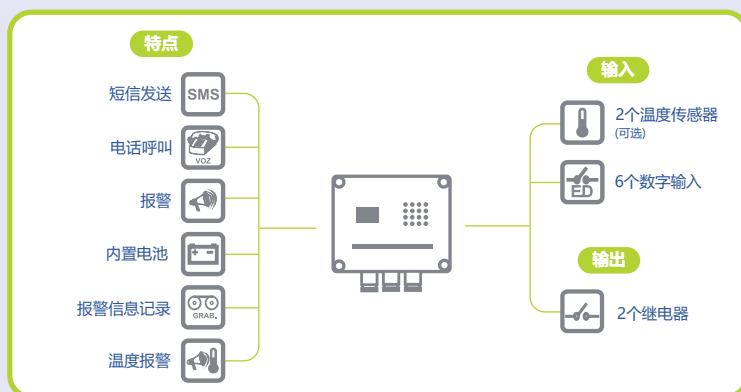 特点
短信发送
SMS
电话呼叫
VOZ
报警
内置电池
报警信息记录
GRAB.
温度报警
输入
2个温度传感器
(可选)
6个数字输入
ED
输出
2个继电器